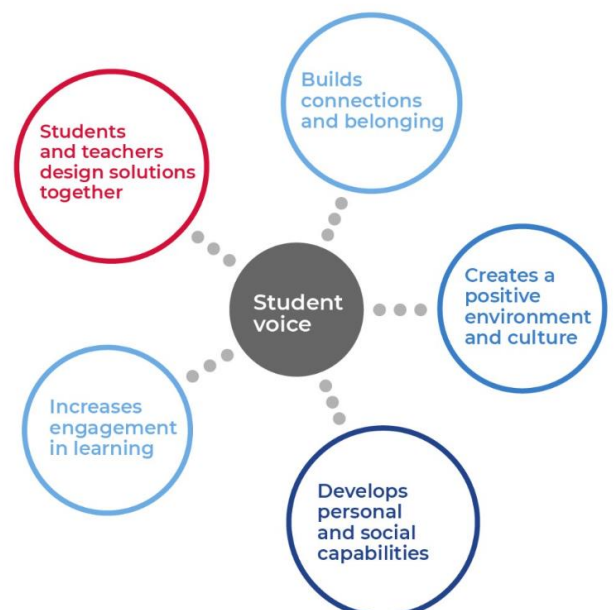 Builds
connections
and belonging
Students
and teachers
design solutions
together
Student
voice
Creates a
positive
environment
and culture
Increases
engagement
in learning
Develops
personal
and social
capabilities